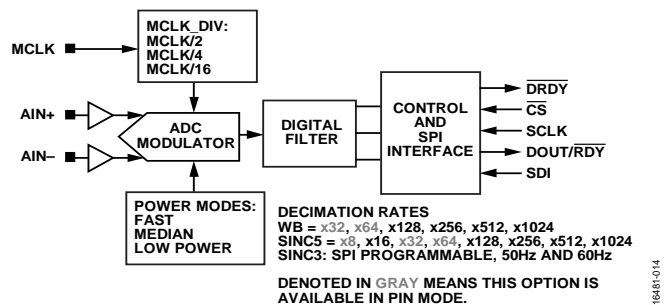 MCLK
MCLK_DIV:
MCLK/2
MCLK/4
MCLK/16
AIN+
AIN–
ADC
MODULATOR
DIGITAL
FILTER
CONTROL
AND
SPI
INTERFACE
DRDY
CS
SCLK
DOUT/RDY
SDI
POWER MODES:
FAST
MEDIAN
LOW POWER
DECIMATION RATES
WB = x32, x64, x128, x256, x512, x1024
SINC5 = x8, x16, x32, x64, x128, x256, x512, x1024
SINC3: SPI PROGRAMMABLE, 50Hz AND 60Hz
DENOTED IN GRAY MEANS THIS OPTION IS
AVAILABLE IN PIN MODE.
16481-014